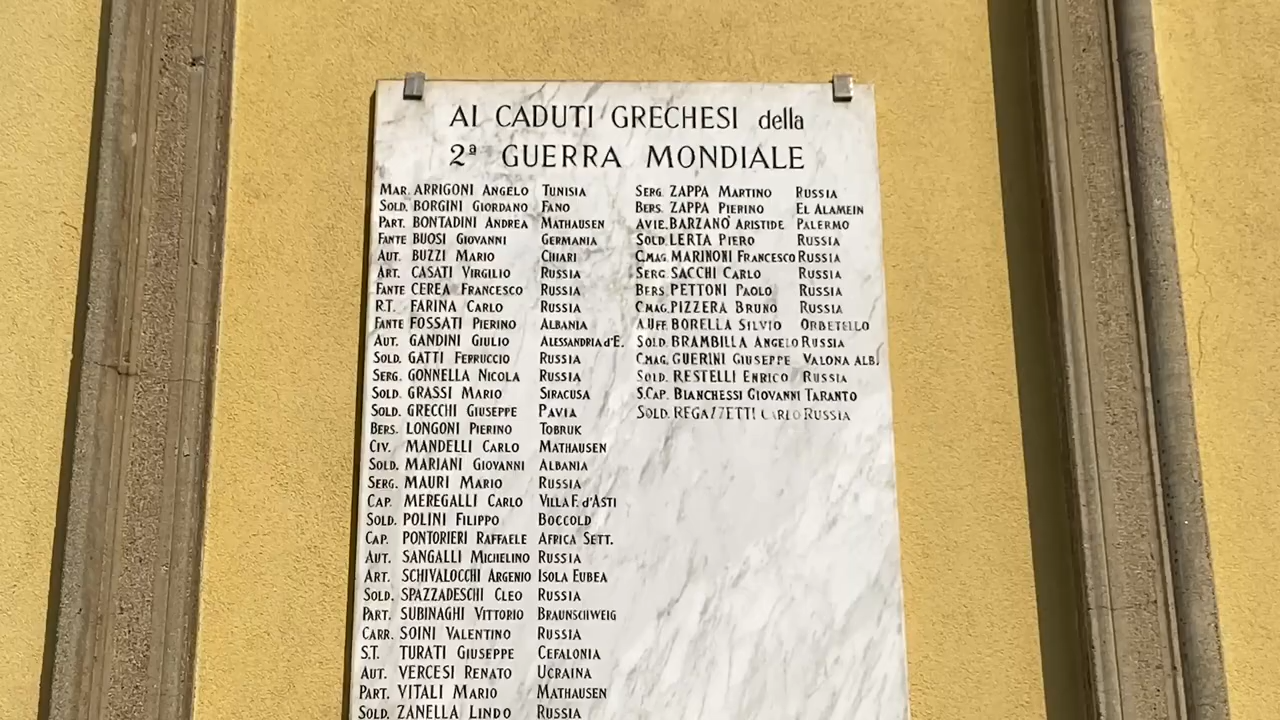 AI CADUTI GRECHESI della
2ª GUERRA MONDIALE
MAR. ARRIGONI ANGELO TUNISIA
SOLD. BORGINI GIORDANO FANO
PART. BONTADINI ANDREA MATHAUSEN
FANTE BUOSI GIOVANNI GERMANIA
AUT. BUZZI MARIO CHIARI
ART. CASATI VIRGILIO RUSSIA
FANTE CEREA FRANCESCO RUSSIA
R.T. FARINA CARLO RUSSIA
FANTE FOSSATI PIERINO ALBANIA
AUT. GANDINI GIULIO ALESSANDRIA d'E.
SOLD. GATTI FERRUCCIO RUSSIA
SERG. GONNELLA NICOLA RUSSIA
SOLD. GRASSI MARIO SIRACUSA
SOLD. GRECCHI GIUSEPPE PAVIA
BERS. LONGONI PIERINO TOBRUK
CIV. MANDELLI CARLO MATHAUSEN
SOLD. MARIANI GIOVANNI ALBANIA
SERG. MAURI MARIO RUSSIA
CAP. MEREGALLI CARLO VILLA F. d'ASTI
SOLD. POLINI FILIPPO BOCCOLD
CAP. PONTORIERI RAFFAELE AFRICA SETT.
AUT. SANGALLI MICHELINO RUSSIA
ART. SCHIVALOCCHI ARGENIO ISOLA EUBEA
SOLD. SPAZZADESCHI CLEO RUSSIA
PART. SUBINAGHI VITTORIO BRAUNSCHWEIG
CARR. SOINI VALENTINO RUSSIA
S.T. TURATI GIUSEPPE CEFALONIA
AUT. VERCESI RENATO UCRAINA
PART. VITALI MARIO MATHAUSEN
SOLD. ZANELLA LINDO RUSSIA
SERG. ZAPPA MARTINO RUSSIA
BERS. ZAPPA PIERINO EL ALAMEIN
AVIE. BARZANO' ARISTIDE PALERMO
SOLD. LERTA PIERO RUSSIA
C.MAG. MARINONI FRANCESCO RUSSIA
SERG. SACCHI CARLO RUSSIA
BERS. PETTONI PAOLO RUSSIA
C.MAG. PIZZERA BRUNO RUSSIA
A.UFF. BORELLA SILVIO ORBETELLO
SOLD. BRAMBILLA ANGELO RUSSIA
C.MAG. GUERINI GIUSEPPE VALONA ALB.
SOLD. RESTELLI ENRICO RUSSIA
S.CAP. BIANCHESSI GIOVANNI TARANTO
SOLD. REGAZZETTI CARLO RUSSIA